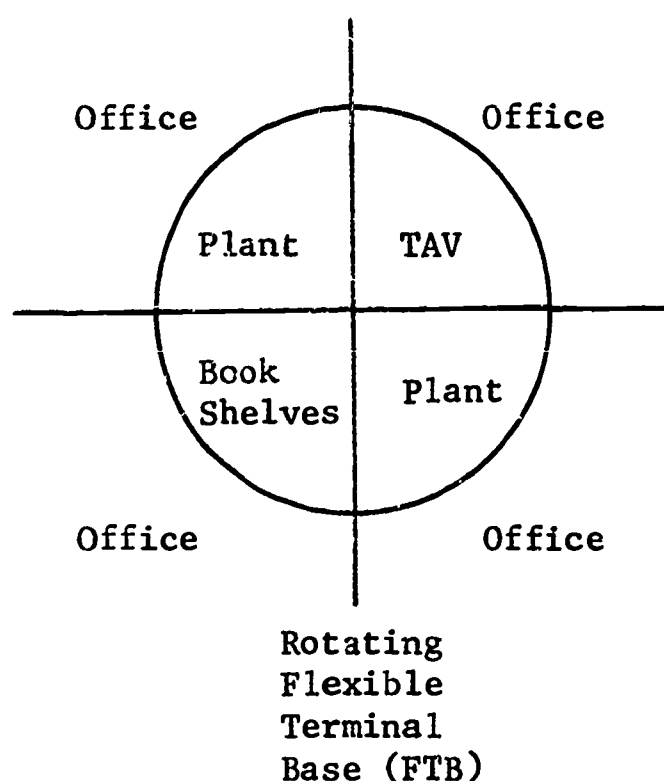 Office Office
Plant TAV
Book
Shelves
Plant
Office Office
Rotating
Flexible
Terminal
Base (FTB)